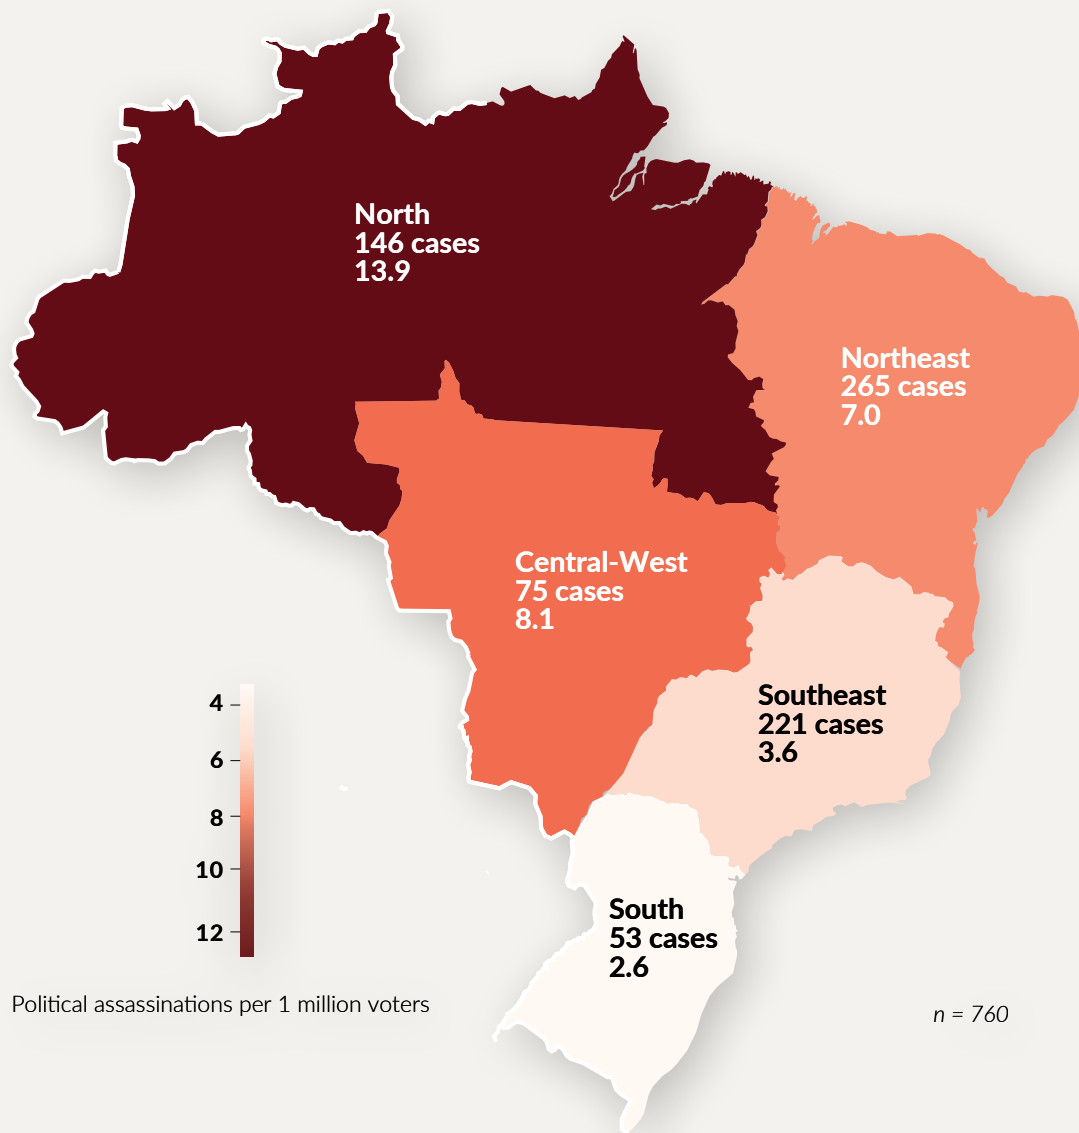 North
146 cases
13.9
Northeast
265 cases
7.0
Central-West
75 cases
8.1
Southeast
221 cases
3.6
4
6
8
10
12
South
53 cases
2.6
Political assassinations per 1 million voters
n = 760